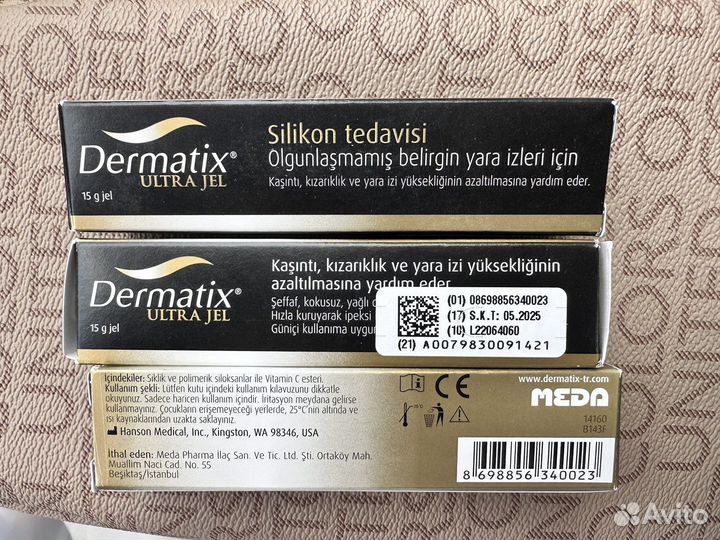 Dermatix®
ULTRA JEL
15 g jel
Silikon tedavisi
Olgunlaşmamış belirgin yara izleri için
Kaşıntı, kızarıklık ve yara izi yüksekliğinin azaltılmasına yardım eder.
Dermatix®
ULTRA JEL
15 g jel
Kaşıntı, kızarıklık ve yara izi yüksekliğinin
azaltılmasına yardım eder.
Şeffaf, kokusuz, yağlı
Hızla kuruyarak ipeksi
Güniçi kullanıma uygun
(01) 08698856340023
(17) S.K.T: 05.2025
(10) L22064060
(21) A0079830091421
İçindekiler: Siklik ve polimerik siloksanlar ile Vitamin C esteri.
Kullanım şekli: Lütfen kutu içindeki kullanım kılavuzunu dikkatle
okuyunuz. Sadece haricen kullanım içindir. İritasyon meydana gelirse
kullanmayınız. Çocukların erişemeyeceği yerlerde, 25°C'nin altında ve
ısı kaynaklarından uzakta saklayınız.
Hanson Medical, Inc., Kingston, WA 98346, USA
İthal eden: Meda Pharma İlaç San. Ve Tic. Ltd. Şti. Ortaköy Mah.
Muallim Naci Cad. No. 55
Beşiktaş/İstanbul
25°C
CE
www.dermatix-tr.com
MEDA
14160
B143F
8 698856 340023
Avito